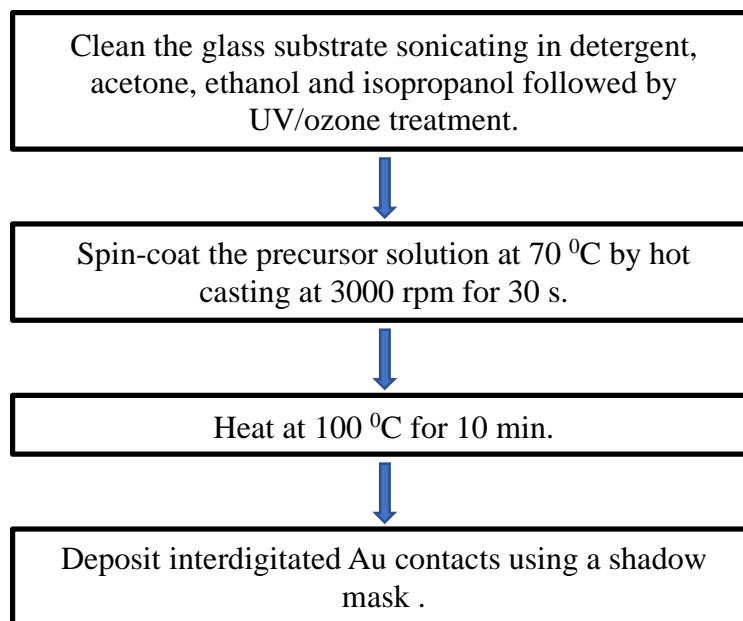 Clean the glass substrate sonicating in detergent,
acetone, ethanol and isopropanol followed by
UV/ozone treatment.
Spin-coat the precursor solution at 70 ⁰C by hot
casting at 3000 rpm for 30 s.
Heat at 100 ⁰C for 10 min.
Deposit interdigitated Au contacts using a shadow
mask .